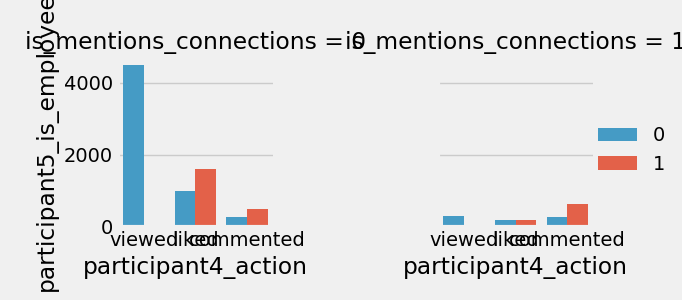 is_mentions_connections = 0
is_mentions_connections = 1
participant5_is_employee
4000
2000
0
viewed liked commented
viewed liked commented
participant4_action
participant4_action
0
1